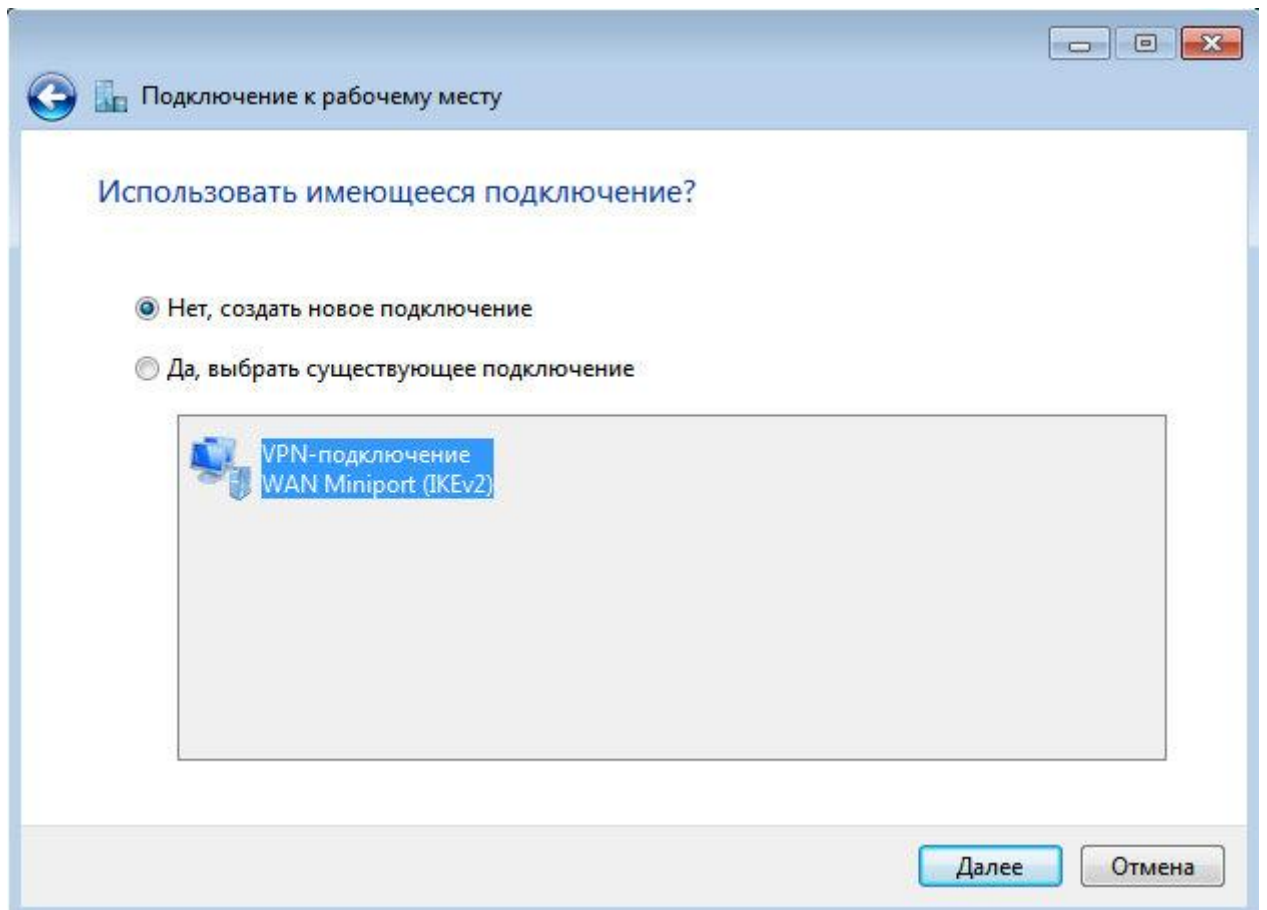 Подключение к рабочему месту
Использовать имеющееся подключение?
Нет, создать новое подключение
Да, выбрать существующее подключение
VPN-подключение
WAN Miniport (IKEv2)
Далее
Отмена